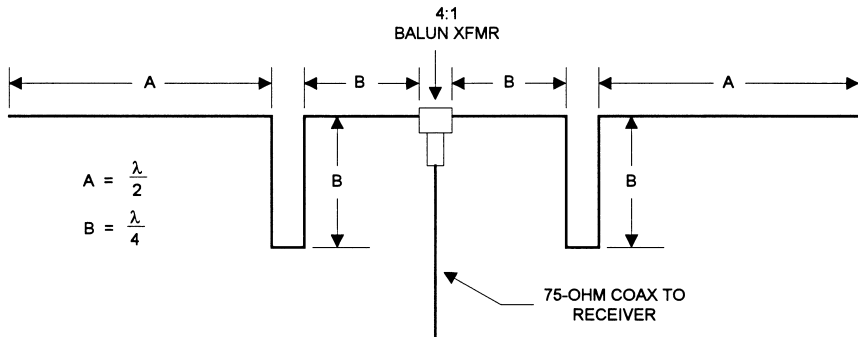 4:1
BALUN XFMR
A
B
B
A
B
B
A = λ/2
B = λ/4
75-OHM COAX TO
RECEIVER